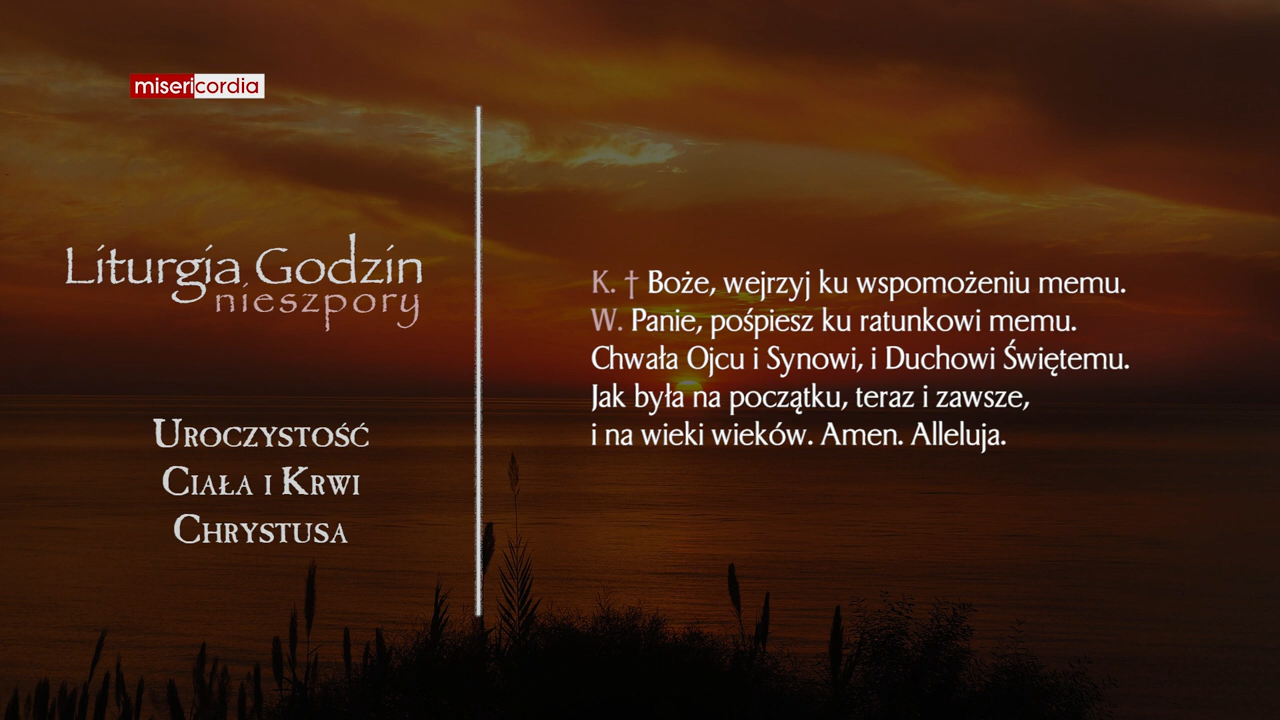 misericordia
Liturgia Godzin
nieszpory
Uroczystość
Ciała i Krwi
Chrystusa
K. † Boże, wejrzyj ku wspomożeniu memu.
W. Panie, pośpiesz ku ratunkowi memu.
Chwała Ojcu i Synowi, i Duchowi Świętemu.
Jak była na początku, teraz i zawsze,
i na wieki wieków. Amen. Alleluja.